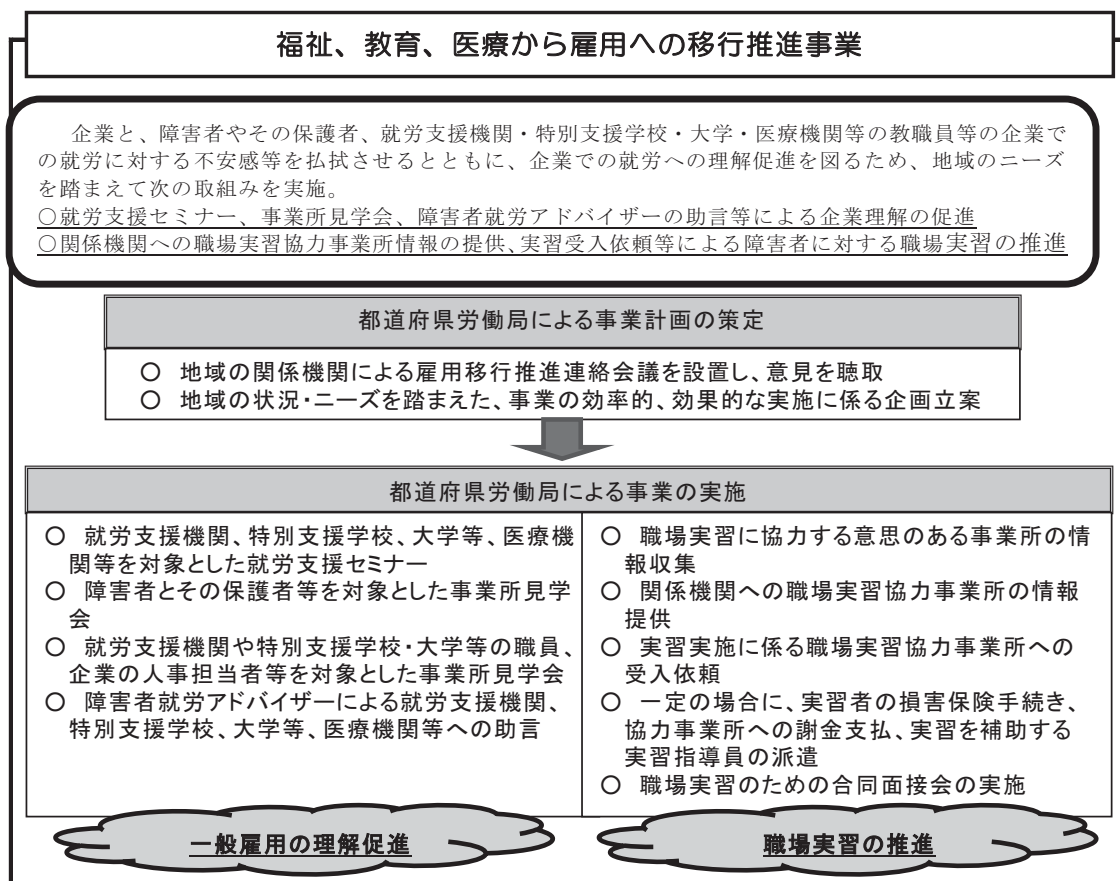 福祉、教育、医療から雇用への移行推進事業
企業と、障害者やその保護者、就労支援機関・特別支援学校・大学・医療機関等の教職員等の企業で
の就労に対する不安感等を払拭させるとともに、企業での就労への理解促進を図るため、地域のニーズ
を踏まえて次の取組みを実施。
○就労支援セミナー、事業所見学会、障害者就労アドバイザーの助言等による企業理解の促進
○関係機関への職場実習協力事業所情報の提供、実習受入依頼等による障害者に対する職場実習の推進
都道府県労働局による事業計画の策定
○ 地域の関係機関による雇用移行推進連絡会議を設置し、意見を聴取
○ 地域の状況・ニーズを踏まえた、事業の効率的、効果的な実施に係る企画立案
都道府県労働局による事業の実施
○ 就労支援機関、特別支援学校、大学等、医療機
関等を対象とした就労支援セミナー
○ 障害者とその保護者等を対象とした事業所見学
会
○ 就労支援機関や特別支援学校・大学等の職員、
企業の人事担当者等を対象とした事業所見学会
○ 障害者就労アドバイザーによる就労支援機関、
特別支援学校、大学等、医療機関等への助言
一般雇用の理解促進
○ 職場実習に協力する意思のある事業所の情
報収集
○ 関係機関への職場実習協力事業所の情報
提供
○ 実習実施に係る職場実習協力事業所への
受入依頼
○ 一定の場合に、実習者の損害保険手続き、
協力事業所への謝金支払、実習を補助する
実習指導員の派遣
○ 職場実習のための合同面接会の実施
職場実習の推進